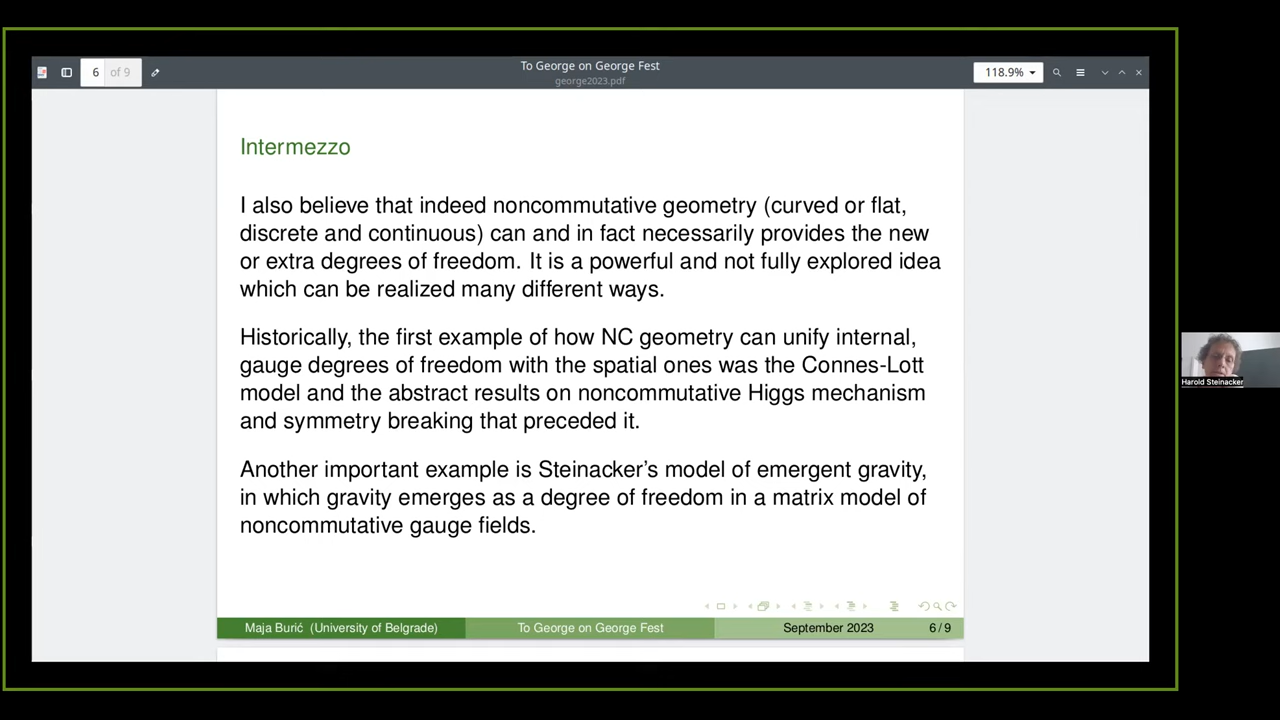 To George on George Fest
george2023.pdf
6 of 9
118.9%
Intermezzo
I also believe that indeed noncommutative geometry (curved or flat,
discrete and continuous) can and in fact necessarily provides the new
or extra degrees of freedom. It is a powerful and not fully explored idea
which can be realized many different ways.
Historically, the first example of how NC geometry can unify internal,
gauge degrees of freedom with the spatial ones was the Connes-Lott
model and the abstract results on noncommutative Higgs mechanism
and symmetry breaking that preceded it.
Another important example is Steinacker's model of emergent gravity,
in which gravity emerges as a degree of freedom in a matrix model of
noncommutative gauge fields.
Maja Burić (University of Belgrade) To George on George Fest September 2023 6 / 9
Harold Steinacker